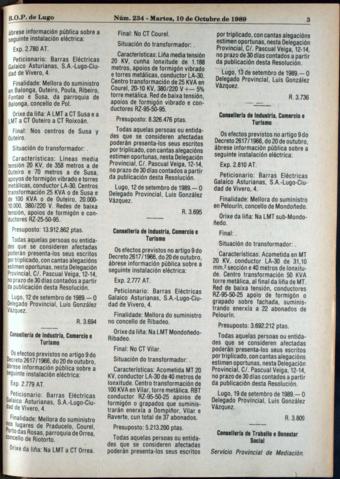 B.O.P. de Lugo
Núm. 234 - Martes, 10 de Octubre de 1989
3
ábrese información pública sobre a
seguinte instalación eléctrica:
Exp. 2.780 AT.
Peticionario: Barras Eléctricas
Galaico Asturianas, S.A.-Lugo-Ciu-
dad de Vivero, 4.
Finalidade: Mellora do suministro
en Balonga, Outeiro, Poula, Ribeiro,
Pontao e Susa, da parroquia de
Balonga, concello de Pol.
Orixe da liña: A LMT a CT Susa e a
LMT a CT Outeiro a CT Roixeán.
Final: Nos centros de Susa y
Outeiro.
Situación do transformador:
Características: Líneas media
tensión 20 KV. de 358 metros a de
Outeiro e 70 metros a de Susa,
apoios de formigón vibrado e torres
metálicas, conductor LA-30. Centros
transformación 25 KVA o de Susa e
de 100 KVA o de Outeiro, 20.000-
10.000, 380/220 V. Redes de baixa
tensión, apoios de formigón e con-
ductores RZ-50-95.
Presuposto: 13.912.862 ptas.
Todas aquelas persoas ou entida-
des que se consideren afectadas
poderán presenta-los seus escritos
por triplicado, con cantas alegacións
estimen oportunas, nesta Delegación
Provincial, C/. Pascual Veiga, 12-14,
no prazo de 30 días contados a partir
da publicación desta Resolución.
Lugo, 12 de setembro de 1989. — O
Delegado Provincial, Luis González
Vázquez.
R. 3.694
Consellería de Industria, Comercio e
Turismo
Ós efectos previstos no artigo 9 do
Decreto 2617/1966, do 20 de outubro,
ábrese información pública sobre a
seguinte instalación eléctrica:
Exp. 2.779 AT.
Peticionario: Barras Eléctricas
Galaico Asturianas, S.A.-Lugo-Ciu-
dad de Vivero, 4.
Finalidade: Mellora do suministro
nos lugares de Praducelo, Courel,
Porto das Rosas, parroquia de Orrea,
concello de Riotorto.
Orixe da liña: Na LMT a CT Orrea.
Final: No CT Courel.
Situación do transformador:
Características: Liña media tensión
20 KV, cunha lonxitude de 1.188
metros, apoios de formigón vibrado
e torres metálicas, conductor LA-30.
Centro transformación de 25 KVA en
Courel, 20-10 KV, 380/220 V +— 5%
torre metálica. Red de baixa tensión,
apoios de formigón vibrado e con-
ductores RZ-95-50-95.
Presuposto: 8.326.476 ptas.
Todas aquelas persoas ou entida-
des que se consideren afectadas
poderán presenta-los seus escritos
por triplicado, con cantas alegacións
estimen oportunas, nesta Delegación
Provincial, C/. Pascual Veiga, 12-14,
no prazo de 30 días contados a partir
da publicación desta Resolución.
Lugo, 12 de setembro de 1989. — O
Delegado Provincial, Luis González
Vázquez.
R. 3.695
Consellería de Industria, Comercio e
Turismo
Ós efectos previstos no artigo 9 do
Decreto 2617/1966, do 20 de outubro,
ábrese información pública sobre a
seguinte instalación eléctrica:
Exp. 2.777 AT.
Peticionario: Barras Eléctricas
Galaico Asturianas, S.A.-Lugo-Ciu-
dad de Vivero, 4.
Finalidade: Mellora do suministro
no concello de Ribadeo.
Orixe da liña: Na LMT Mondoñedo-
Ribadeo.
Final: No CT Vilar.
Situación do transformador:
Características: Acometida MT 20
KV. conductor LA-30 de 40 metros de
lonxitude. Centro transformación de
100 KVA en Vilar, torre metálica. RBT
conductor RZ-95-50-25 apoios de
formigón o grapados que suminis-
trarán enerxía a Dompiñor, Vilar e
Raverte, cun total de 37 abonados.
Presuposto: 5.213.200 ptas.
Todas aquelas persoas ou entida-
des que se consideren afectadas
poderán presenta-los seus escritos
por triplicado, con cantas alegacións
estimen oportunas, nesta Delegación
Provincial, C/. Pascual Veiga, 12-14,
no prazo de 30 días contados a partir
da publicación desta Resolución.
Lugo, 13 de setembro de 1989. — O
Delegado Provincial, Luis González
Vázquez.
R. 3.736
Consellería de Industria, Comercio e
Turismo
Ós efectos previstos no artigo 9 do
Decreto 2617/1966, do 20 de outubro,
ábrese información pública sobre a
seguinte instalación eléctrica:
Exp. 2.810 AT.
Peticionario: Barras Eléctricas
Galaico Asturianas, S.A.-Lugo-Ciu-
dad de Vivero, 4.
Finalidade: Mellora do suministro
en Pelourín, concello de Mondoñedo.
Orixe da liña: Na LMT sub-Mondo-
ñedo.
Final:
Situación do transformador:
Características: Acometida en MT
20 KV. conductor LA-30 de 31,10
mm.² sección e 40 metros de lonxitu-
de. Centro transformación 50 KVA
torre metálica, al final da liña de MT.
Red de baixa tensión, conductores
RZ-95-50-25 apoio de formigón o
grapado sobre fachada, suminis-
trando enerxía a 22 abonados de
Pelourín.
Presuposto: 3.692.212 ptas.
Todas aquelas persoas ou entida-
des que se consideren afectadas
poderán presenta-los seus escritos
por triplicado, con cantas alegacións
estimen oportunas, nesta Delegación
Provincial, C/. Pascual Veiga, 12-14,
no prazo de 30 días contados a partir
da publicación desta Resolución.
Lugo, 19 de setembro de 1989. — O
Delegado Provincial, Luis González
Vázquez.
R. 3.800
Consellería de Traballo e Benestar
Social
Servicio Provincial de Mediación,